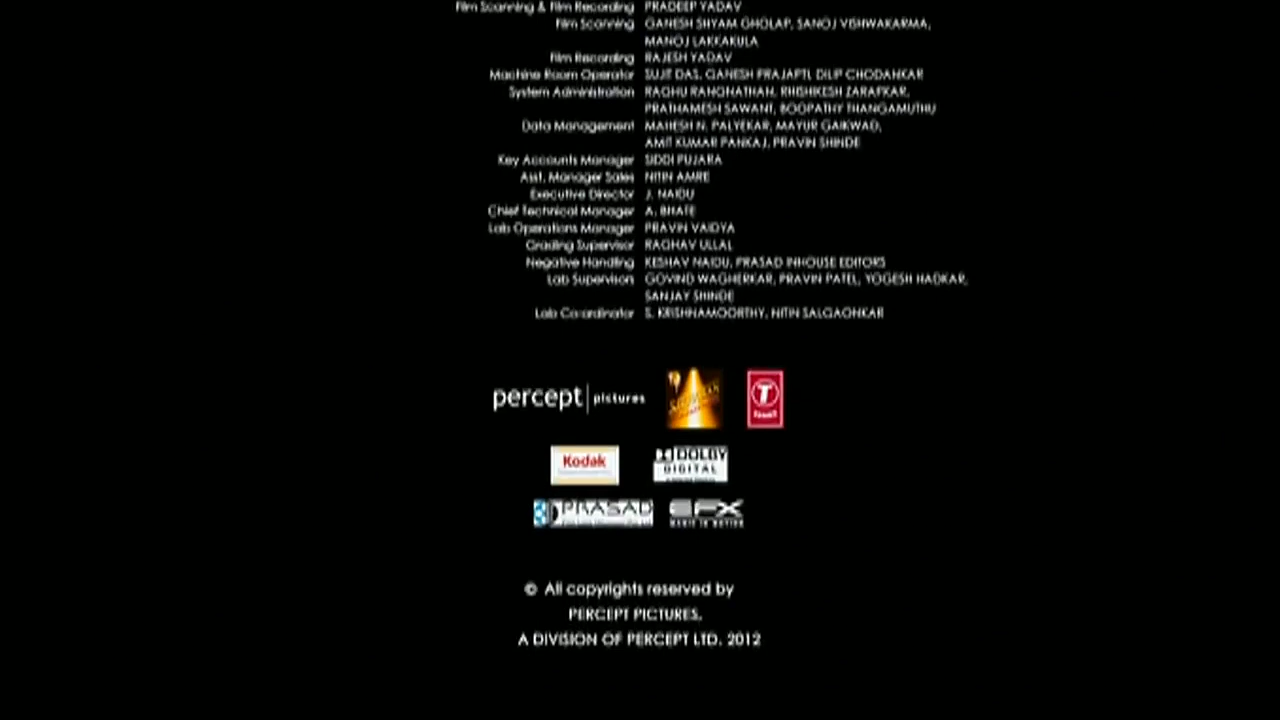 Film Scanning & Film Recording PRADEEP YADAV
Film Scanning GANESH SHYAM GHOLAP, SANOJ VISHWAKARMA,
MANOJ LAKKAKULA
Film Recording RAJESH YADAV
Machine Room Operator SUJIT DAS, GANESH PRAJAPTI, DILIP CHODANKAR
System Administration RAGHU RANGNATHAN, RHISHIKESH ZARAPKAR,
PRATHAMESH SAWANT, BOOPATHY THANGAMUTHU
Data Management MAHESH N. PALYEKAR, MAYUR GAIKWAD,
AMIT KUMAR PANKAJ, PRAVIN SHINDE
Key Accounts Manager SIDDI PUJARA
Asst. Manager Sales NITIN AMRE
Executive Director J. NAIDU
Chief Technical Manager A. BHATE
Lab Operations Manager PRAVIN VAIDYA
Grading Supervisor RAGHAV ULLAL
Negative Handling KESHAV NAIDU, PRASAD INHOUSE EDITORS
Lab Supervisors GOVIND WAGHERKAR, PRAVIN PATEL, YOGESH HADKAR,
SANJAY SHINDE
Lab Co-ordinator S. KRISHNAMOORTHY, NITIN SALGAONKAR
percept pictures T
Kodak DOLBY
DIGITAL
PRASAD EFX
MAGIC IN MOTION
© All copyrights reserved by
PERCEPT PICTURES.
A DIVISION OF PERCEPT LTD. 2012